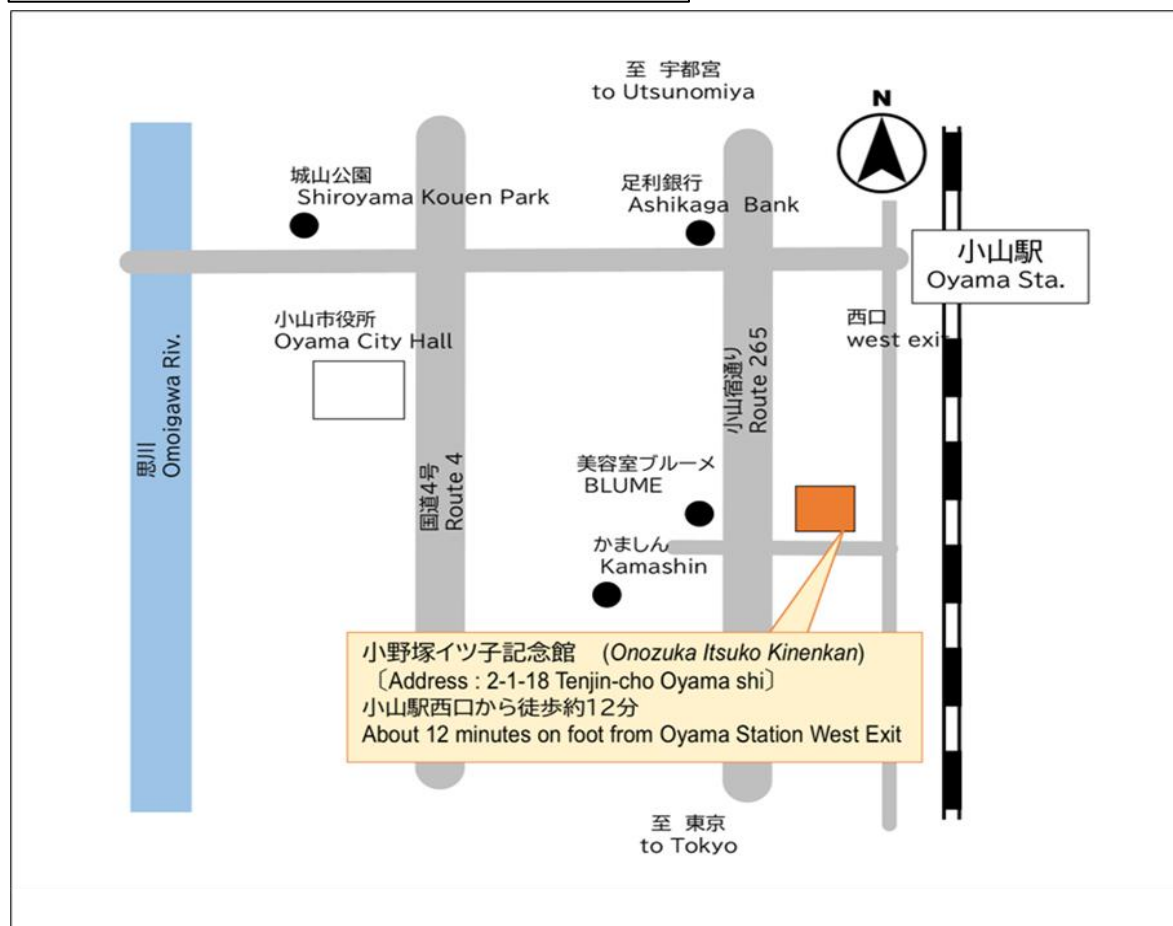 至 宇都宮
to Utsunomiya
N
城山公園
Shiroyama Kouen Park
足利銀行
Ashikaga Bank
小山駅
Oyama Sta.
小山市役所
Oyama City Hall
西口
west exit
小山宿通り
Route 265
思川
Omoigawa Riv.
国道4号
Route 4
美容室ブルーメ
BLUME
かましん
Kamashin
小野塚イツ子記念館 (Onozuka Itsuko Kinenkan)
〔Address : 2-1-18 Tenjin-cho Oyama shi〕
小山駅西口から徒歩約12分
About 12 minutes on foot from Oyama Station West Exit
至 東京
to Tokyo